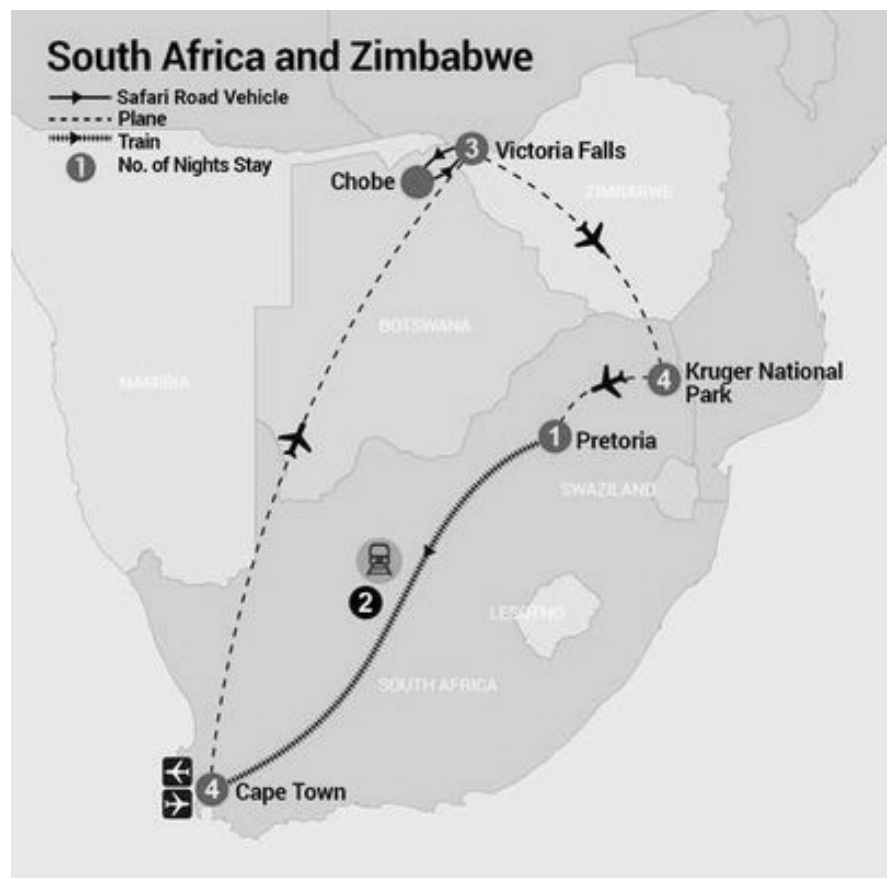 South Africa and Zimbabwe
Safari Road Vehicle
Plane
Train
1 No. of Nights Stay
3 Victoria Falls
Chobe
ZIMBABWE
BOTSWANA
NAMIBIA
4 Kruger National
Park
1 Pretoria
SWAZILAND
2
LESOTHO
SOUTH AFRICA
4 Cape Town